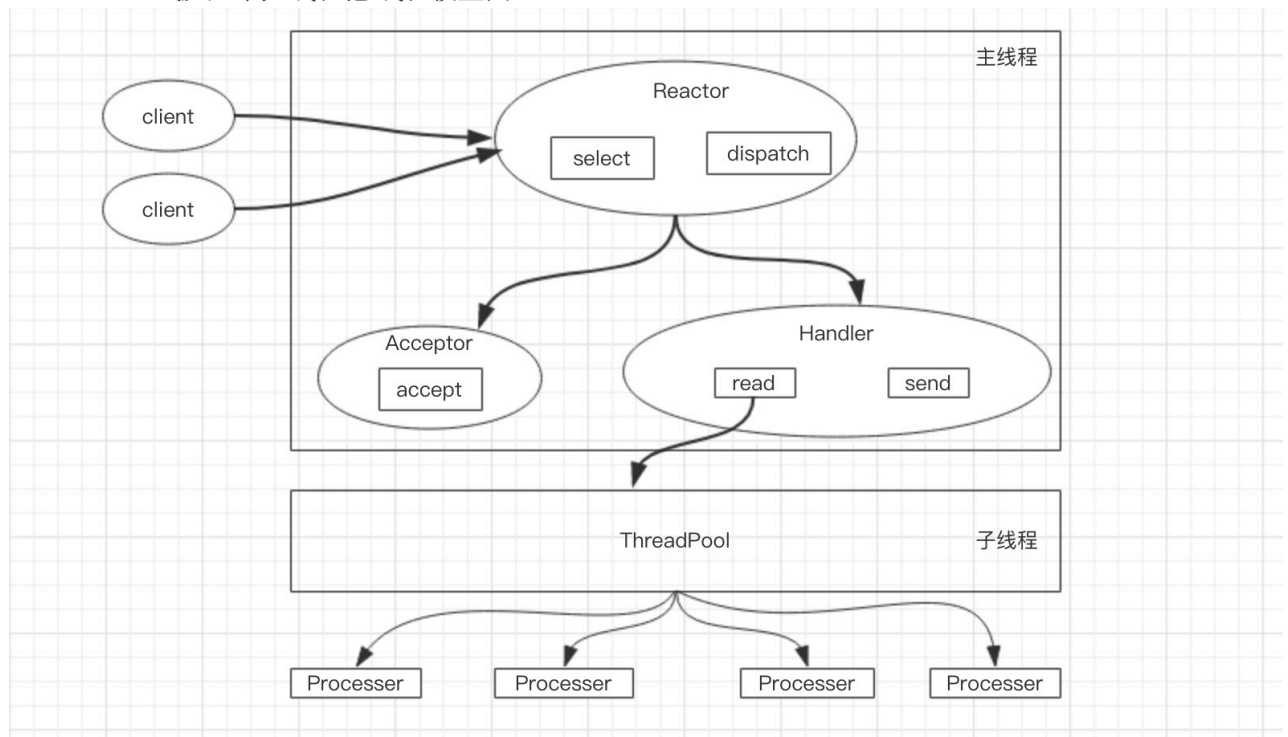 主线程
Reactor
client
select
dispatch
client
Handler
Acceptor
read
send
accept
ThreadPool
子线程
Processer
Processer
Processer
Processer